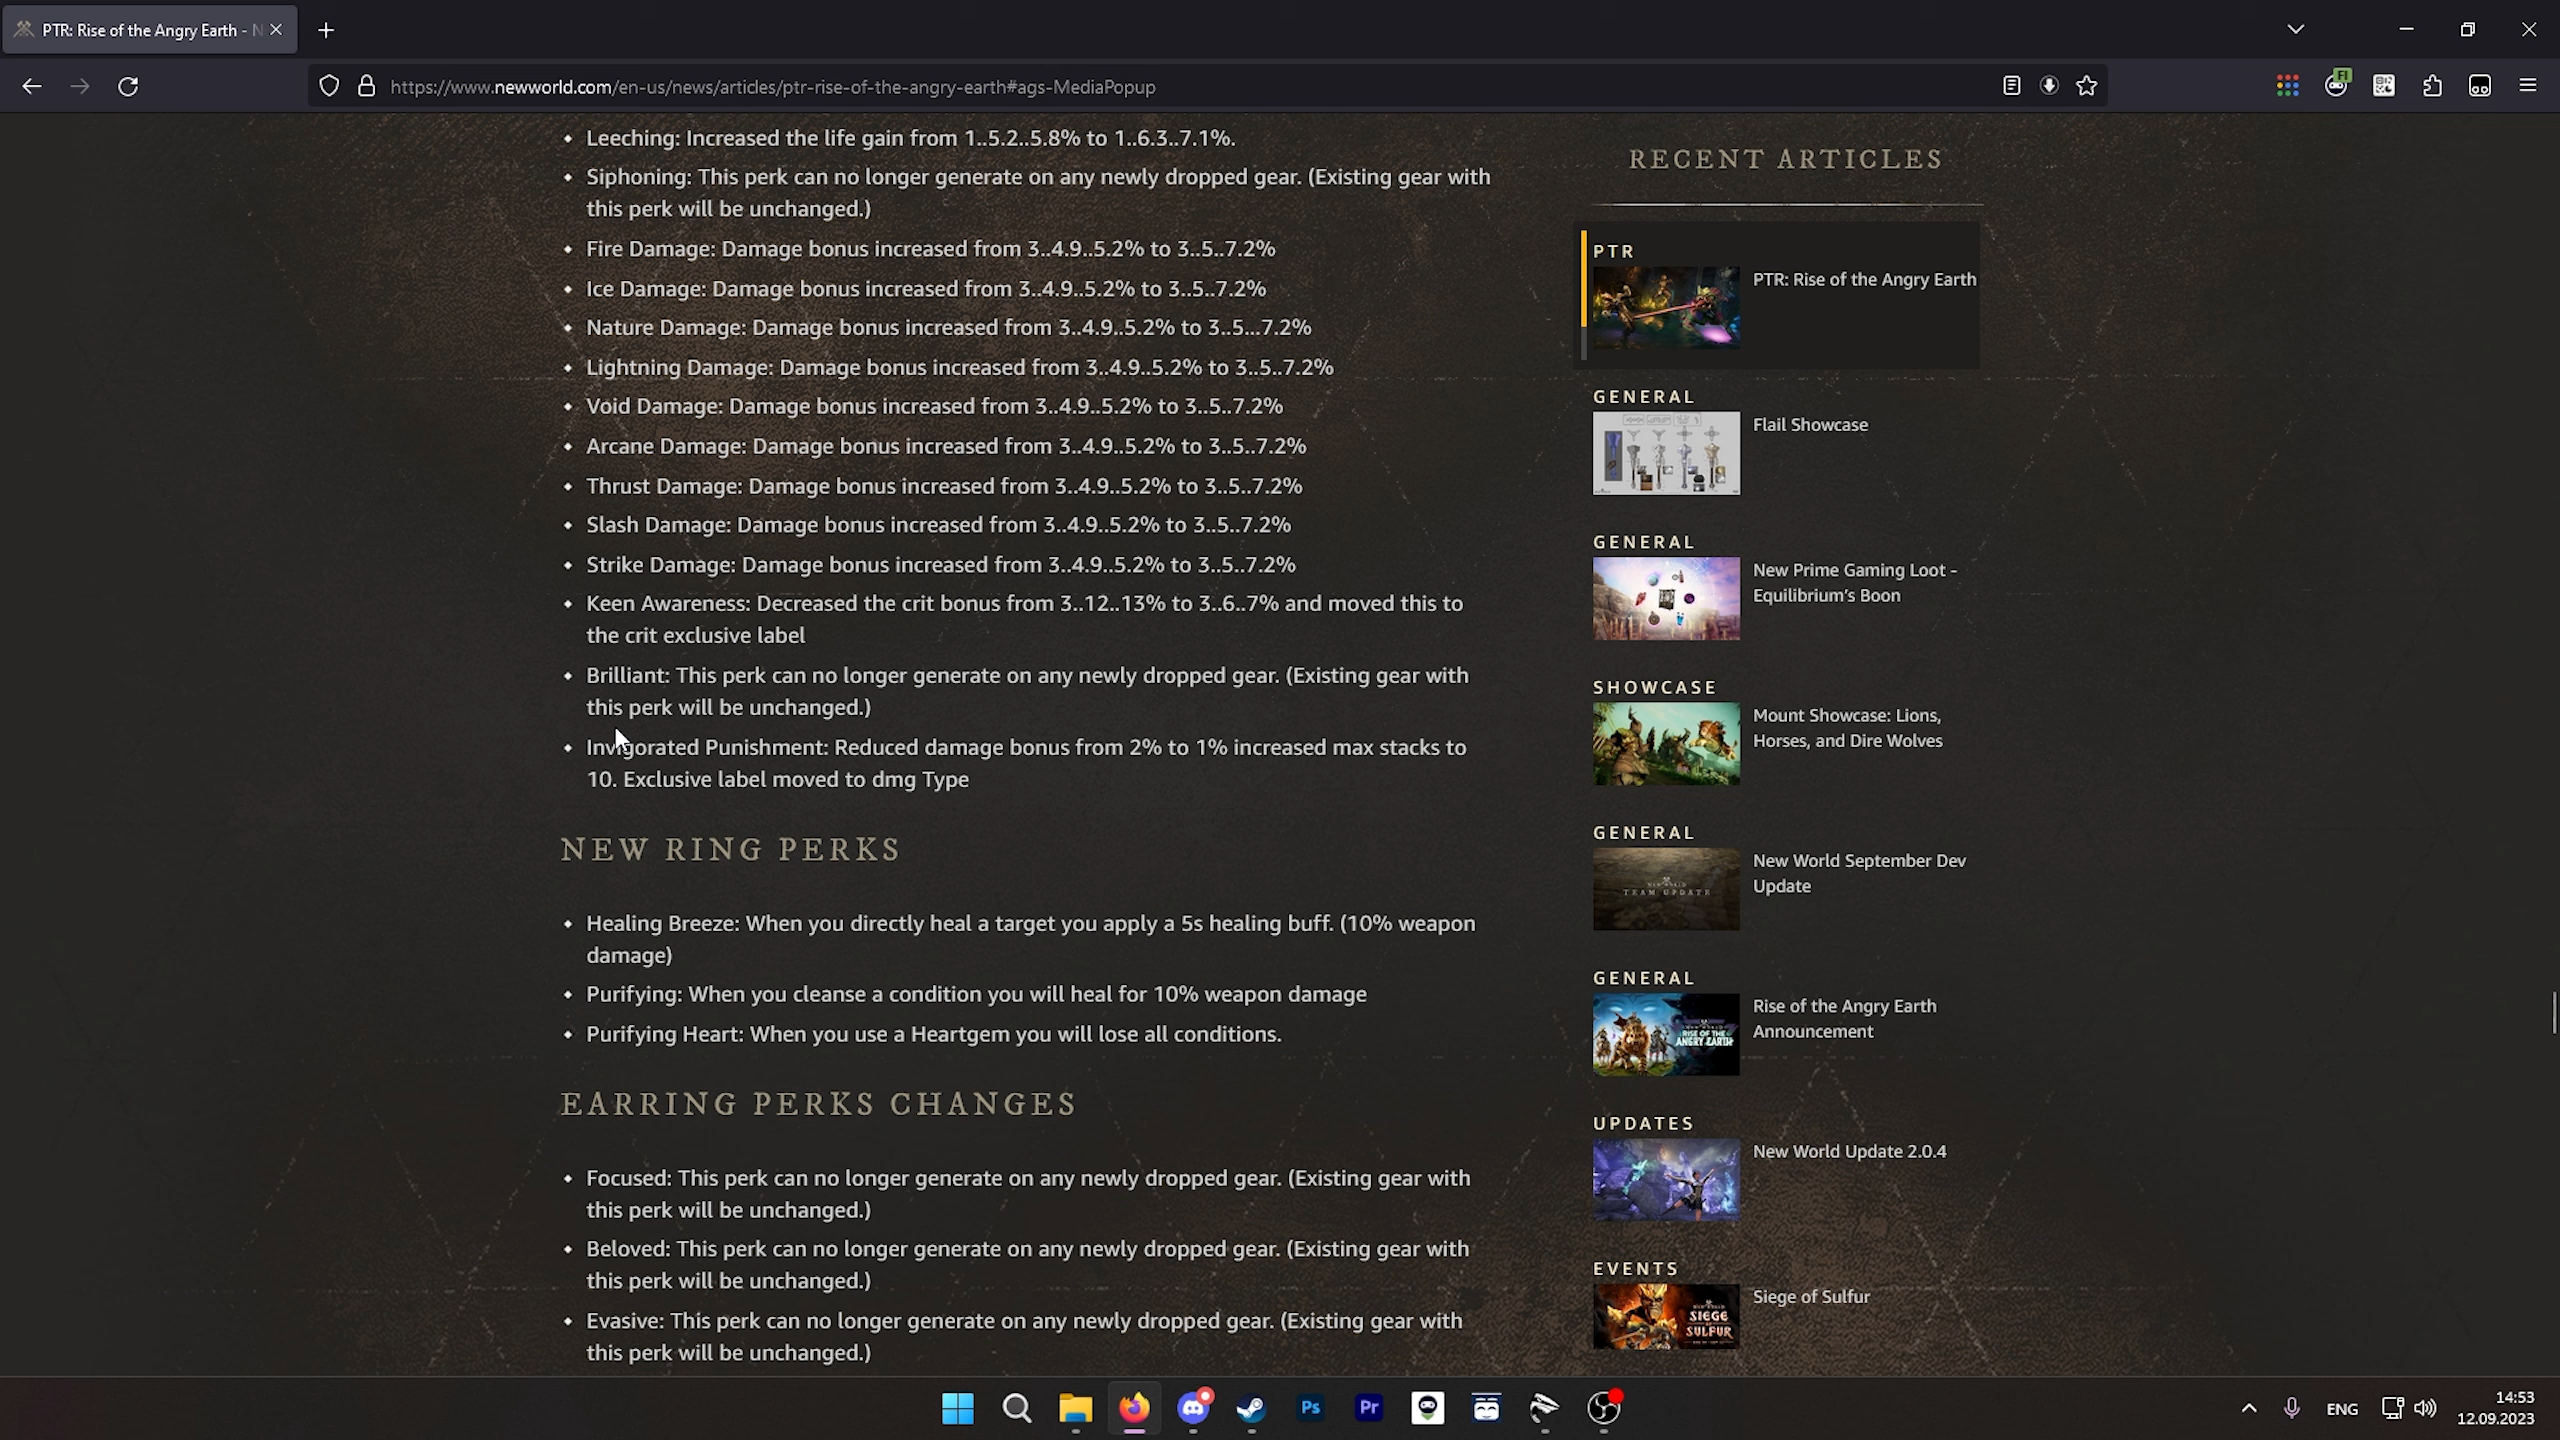 PTR: Rise of the Angry Earth - N
https://www.newworld.com/en-us/news/articles/ptr-rise-of-the-angry-earth#ags-MediaPopup
FI
Leeching: Increased the life gain from 1..5.2..5.8% to 1..6.3..7.1%.
Siphoning: This perk can no longer generate on any newly dropped gear. (Existing gear with
this perk will be unchanged.)
Fire Damage: Damage bonus increased from 3..4.9..5.2% to 3..5..7.2%
Ice Damage: Damage bonus increased from 3..4.9..5.2% to 3..5..7.2%
Nature Damage: Damage bonus increased from 3..4.9..5.2% to 3..5...7.2%
Lightning Damage: Damage bonus increased from 3..4.9..5.2% to 3..5..7.2%
Void Damage: Damage bonus increased from 3..4.9..5.2% to 3..5..7.2%
Arcane Damage: Damage bonus increased from 3..4.9..5.2% to 3..5..7.2%
Thrust Damage: Damage bonus increased from 3..4.9..5.2% to 3..5..7.2%
Slash Damage: Damage bonus increased from 3..4.9..5.2% to 3..5..7.2%
Strike Damage: Damage bonus increased from 3..4.9..5.2% to 3..5..7.2%
Keen Awareness: Decreased the crit bonus from 3..12..13% to 3..6..7% and moved this to
the crit exclusive label
Brilliant: This perk can no longer generate on any newly dropped gear. (Existing gear with
this perk will be unchanged.)
Invigorated Punishment: Reduced damage bonus from 2% to 1% increased max stacks to
10. Exclusive label moved to dmg Type
NEW RING PERKS
Healing Breeze: When you directly heal a target you apply a 5s healing buff. (10% weapon
damage)
Purifying: When you cleanse a condition you will heal for 10% weapon damage
Purifying Heart: When you use a Heartgem you will lose all conditions.
EARRING PERKS CHANGES
Focused: This perk can no longer generate on any newly dropped gear. (Existing gear with
this perk will be unchanged.)
Beloved: This perk can no longer generate on any newly dropped gear. (Existing gear with
this perk will be unchanged.)
Evasive: This perk can no longer generate on any newly dropped gear. (Existing gear with
this perk will be unchanged.)
RECENT ARTICLES
PTR
PTR: Rise of the Angry Earth
GENERAL
Flail Showcase
GENERAL
New Prime Gaming Loot -
Equilibrium's Boon
SHOWCASE
Mount Showcase: Lions,
Horses, and Dire Wolves
GENERAL
TEAM UPDATE
New World September Dev
Update
GENERAL
RISE OF THE
ANGRY EARTH
Rise of the Angry Earth
Announcement
UPDATES
New World Update 2.0.4
EVENTS
SIEGE
OF
SULFUR
Siege of Sulfur
Ps
Pr
ENG
14:53
12.09.2023